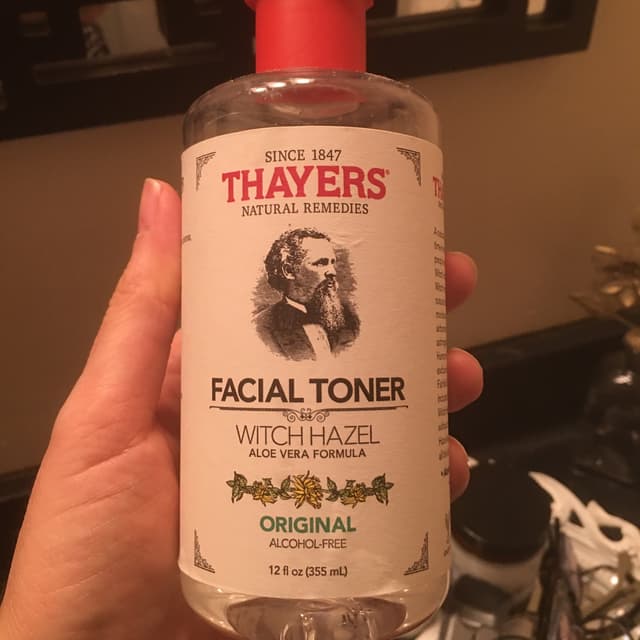 SINCE 1847
THAYERS®
NATURAL REMEDIES
FACIAL TONER
WITCH HAZEL
ALOE VERA FORMULA
ORIGINAL
ALCOHOL-FREE
12 fl oz (355 mL)